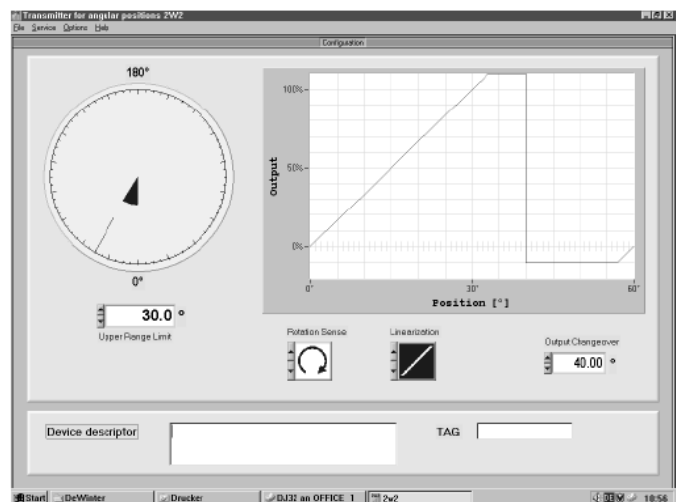 Transmitter for angular positions 2W2
File Service Options Help
Configuration
180°
0°
30.0 °
Upper Range Limit
100%
50%
0%
Output
0°
30°
60°
Position [°]
Rotation Sense
Linearization
Output Changeover
40.00 °
Device descriptor
TAG
Start
DeWinter
Drucker
DJ32 an OFFICE_1
2w2
18:56